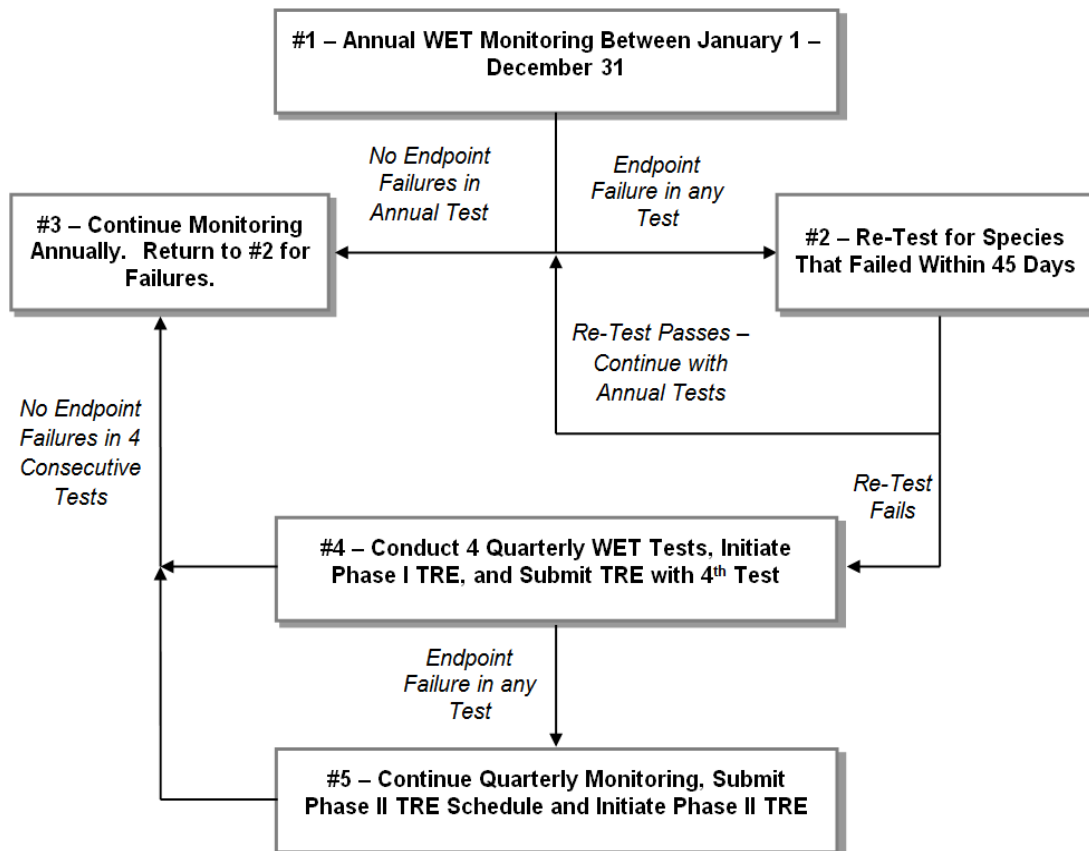 #1 – Annual WET Monitoring Between January 1 –
December 31
No Endpoint
Failures in
Annual Test
Endpoint
Failure in any
Test
#3 – Continue Monitoring
Annually. Return to #2 for
Failures.
#2 – Re-Test for Species
That Failed Within 45 Days
Re-Test Passes –
Continue with
Annual Tests
No Endpoint
Failures in 4
Consecutive
Tests
Re-Test
Fails
#4 – Conduct 4 Quarterly WET Tests, Initiate
Phase I TRE, and Submit TRE with 4th Test
Endpoint
Failure in any
Test
#5 – Continue Quarterly Monitoring, Submit
Phase II TRE Schedule and Initiate Phase II TRE